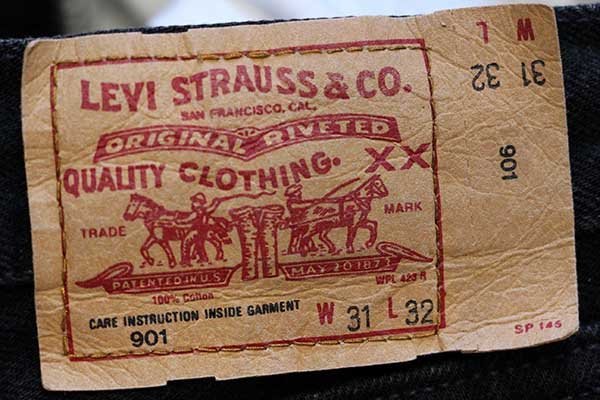 LEVI STRAUSS & CO.
SAN FRANCISCO, CAL.
ORIGINAL RIVETED
QUALITY CLOTHING. XX
TRADE MARK
PATENTED IN U.S. MAY 20 1873
100% Cotton WPL 423
CARE INSTRUCTION INSIDE GARMENT
W 31 L 32
901
W L
31 32
901
SP 145